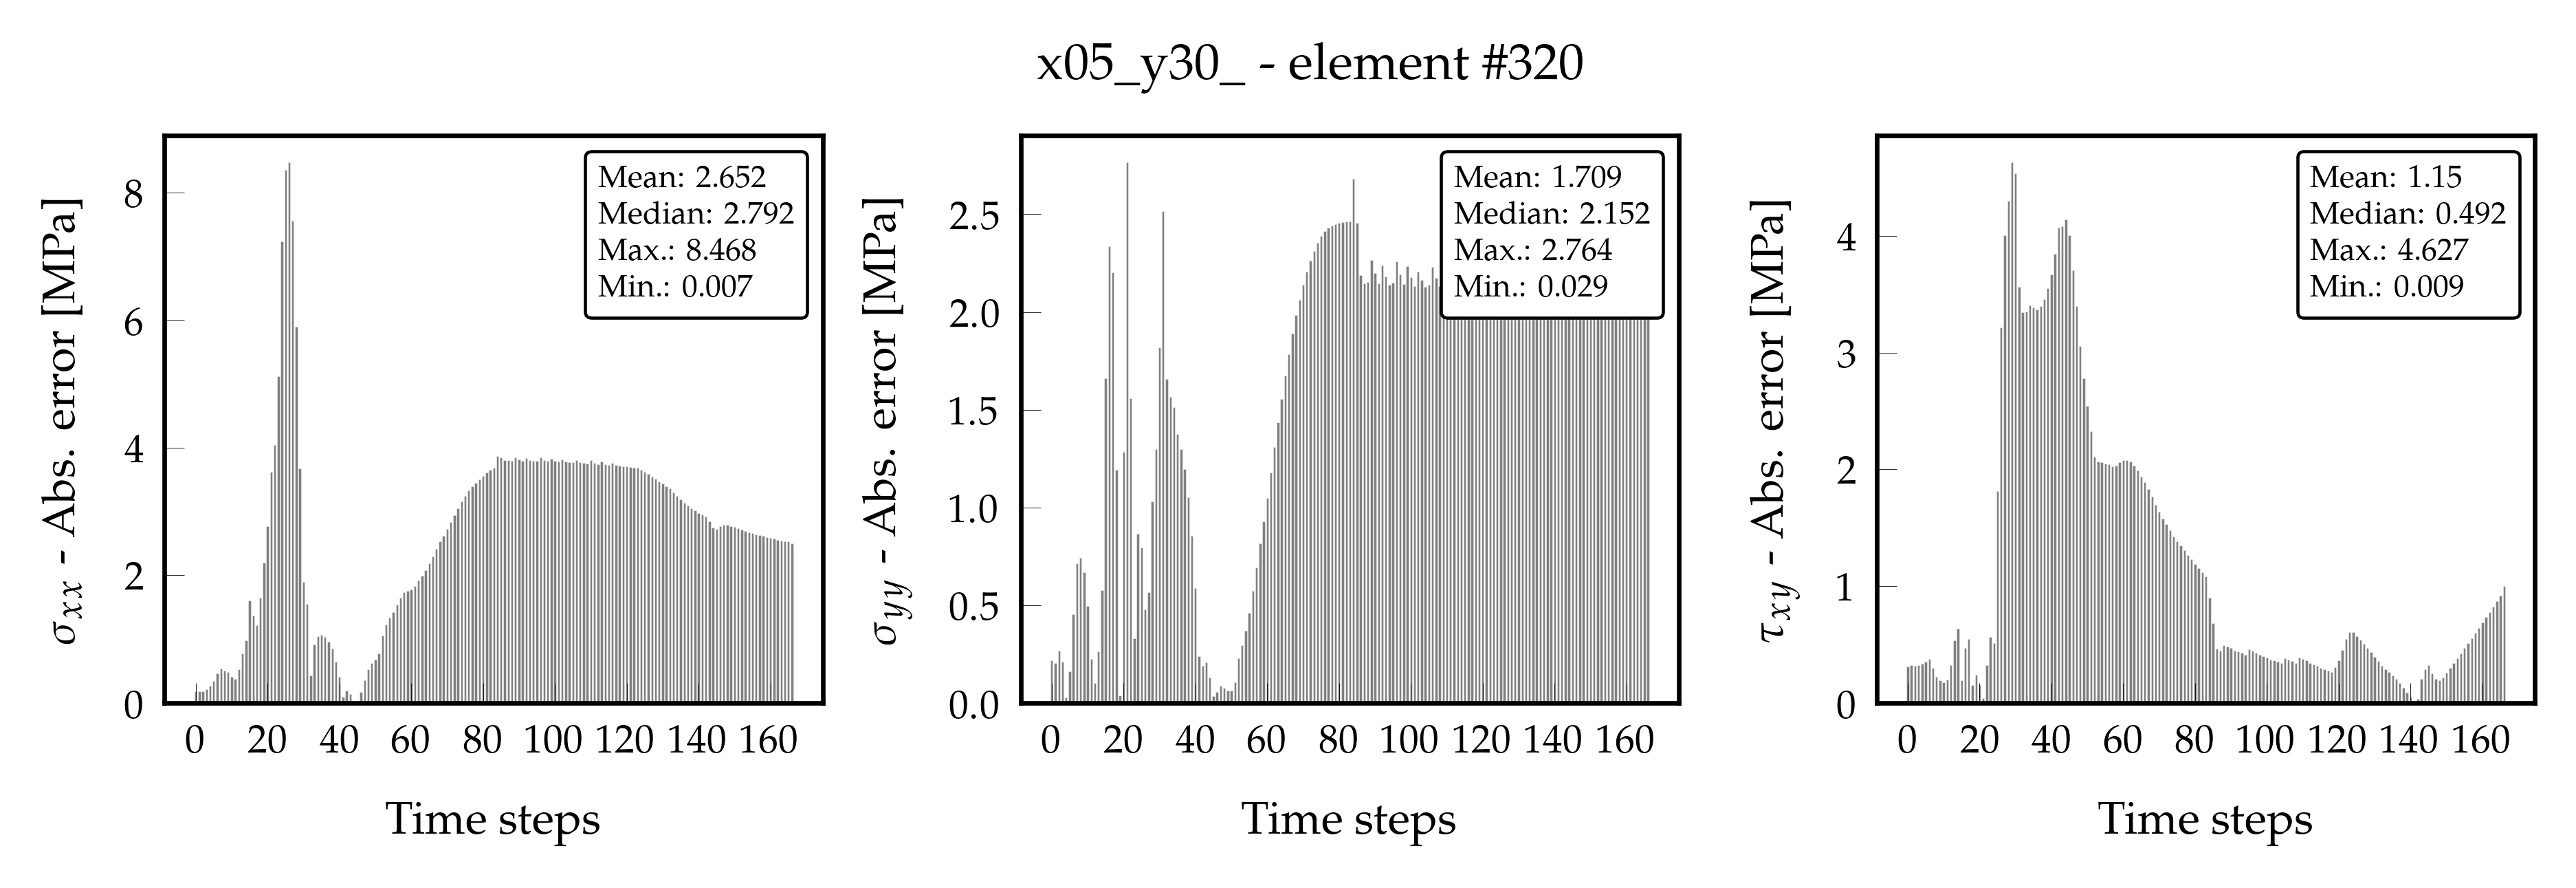 x05_y30_ - element #320
σxx - Abs. error [MPa]
8
6
4
2
0
Mean: 2.652
Median: 2.792
Max.: 8.468
Min.: 0.007
0 20 40 60 80 100 120 140 160
Time steps
σyy - Abs. error [MPa]
2.5
2.0
1.5
1.0
0.5
0.0
Mean: 1.709
Median: 2.152
Max.: 2.764
Min.: 0.029
0 20 40 60 80 100 120 140 160
Time steps
τxy - Abs. error [MPa]
4
3
2
1
0
Mean: 1.15
Median: 0.492
Max.: 4.627
Min.: 0.009
0 20 40 60 80 100 120 140 160
Time steps